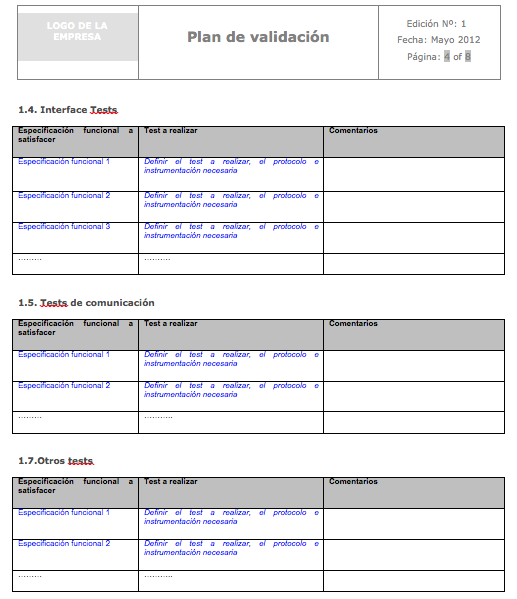 LOGO DE LA
EMPRESA
Plan de validación
Edición Nº: 1
Fecha: Mayo 2012
Página: 4 of 8
1.4. Interface Tests
Especificación funcional a
satisfacer
Test a realizar
Comentarios
Especificación funcional 1
Definir el test a realizar, el protocolo e
instrumentación necesaria
Especificación funcional 2
Definir el test a realizar, el protocolo e
instrumentación necesaria
Especificación funcional 3
Definir el test a realizar, el protocolo e
instrumentación necesaria
.........
..........
1.5. Tests de comunicación
Especificación funcional a
satisfacer
Test a realizar
Comentarios
Especificación funcional 1
Definir el test a realizar, el protocolo e
instrumentación necesaria
Especificación funcional 2
Definir el test a realizar, el protocolo e
instrumentación necesaria
.........
...........
1.7.Otros tests
Especificación funcional a
satisfacer
Test a realizar
Comentarios
Especificación funcional 1
Definir el test a realizar, el protocolo e
instrumentación necesaria
Especificación funcional 2
Definir el test a realizar, el protocolo e
instrumentación necesaria
.........
...........